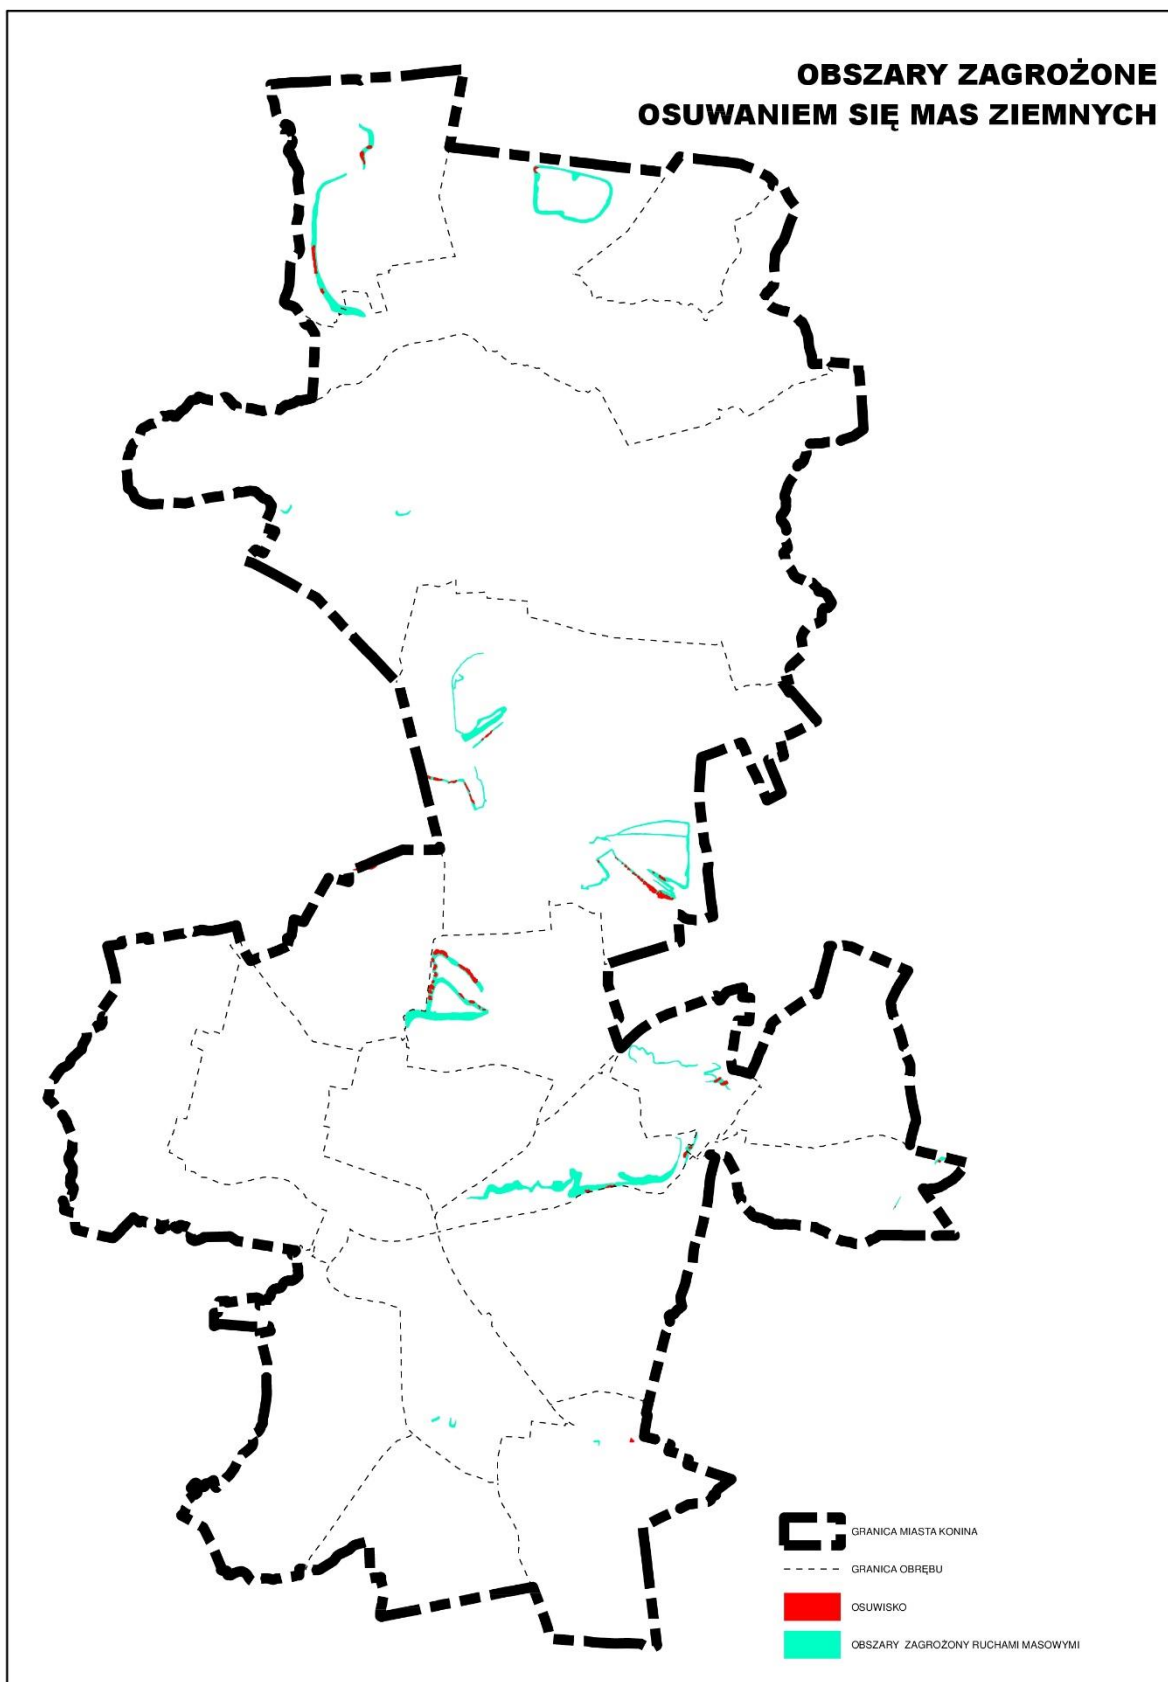 OBSZARY ZAGROŻONE
OSUWANIEM SIĘ MAS ZIEMNYCH
GRANICA MIASTA KONINA
GRANICA OBRĘBU
OSUWISKO
OBSZARY ZAGROŻONY RUCHAMI MASOWYMI